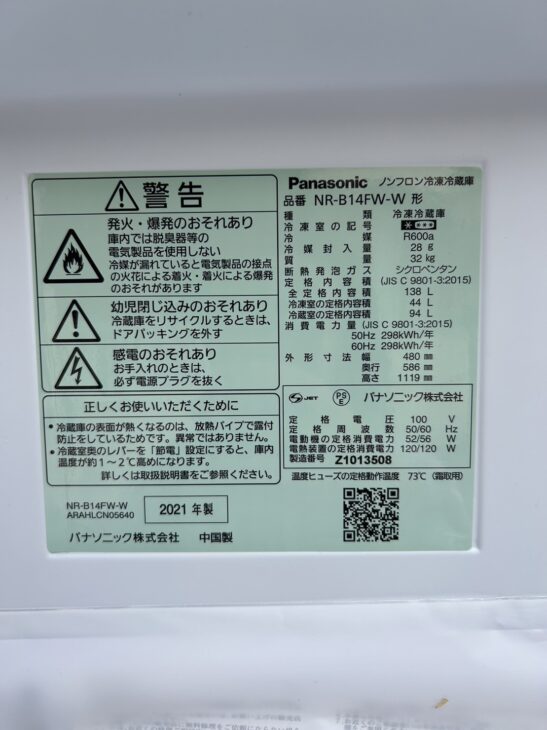 警告
発火・爆発のおそれあり
庫内では脱臭器等の
電気製品を使用しない
冷媒が漏れていると電気製品の接点
の火花による着火・着火による爆発
のおそれがあります
幼児閉じ込みのおそれあり
冷蔵庫をリサイクルするときは、
ドアパッキングを外す
感電のおそれあり
お手入れのときは、
必ず電源プラグを抜く
正しくお使いいただくために
・冷蔵庫の表面が熱くなるのは、放熱パイプで露付
防止をしているためです。異常ではありません。
・冷蔵室奥のレバーを「節電」設定にすると、庫内
温度が約1〜2℃高めになります。
詳しくは取扱説明書をご参照ください。
NR-B14FW-W
ARAHLCN05640
2021年製
パナソニック株式会社 中国製
Panasonic ノンフロン冷凍冷蔵庫
品番 NR-B14FW-W 形
種類 冷凍冷蔵庫
冷凍室の記号
冷媒 R600a
冷媒封入量 28 g
質量 32 kg
断熱発泡ガス シクロペンタン
定格内容積 (JIS C 9801-3:2015)
全定格内容積 138 L
冷凍室の定格内容積 44 L
冷蔵室の定格内容積 94 L
消費電力量 (JIS C 9801-3:2015)
50Hz 298kWh/年
60Hz 298kWh/年
外形寸法 幅 480 mm
奥行 586 mm
高さ 1119 mm
JET PS E パナソニック株式会社
定格電圧 100 V
定格周波数 50/60 Hz
電動機の定格消費電力 52/56 W
電熱装置の定格消費電力 120/120 W
製造番号 Z1013508
温度ヒューズの定格動作温度 73℃ (霜取用)